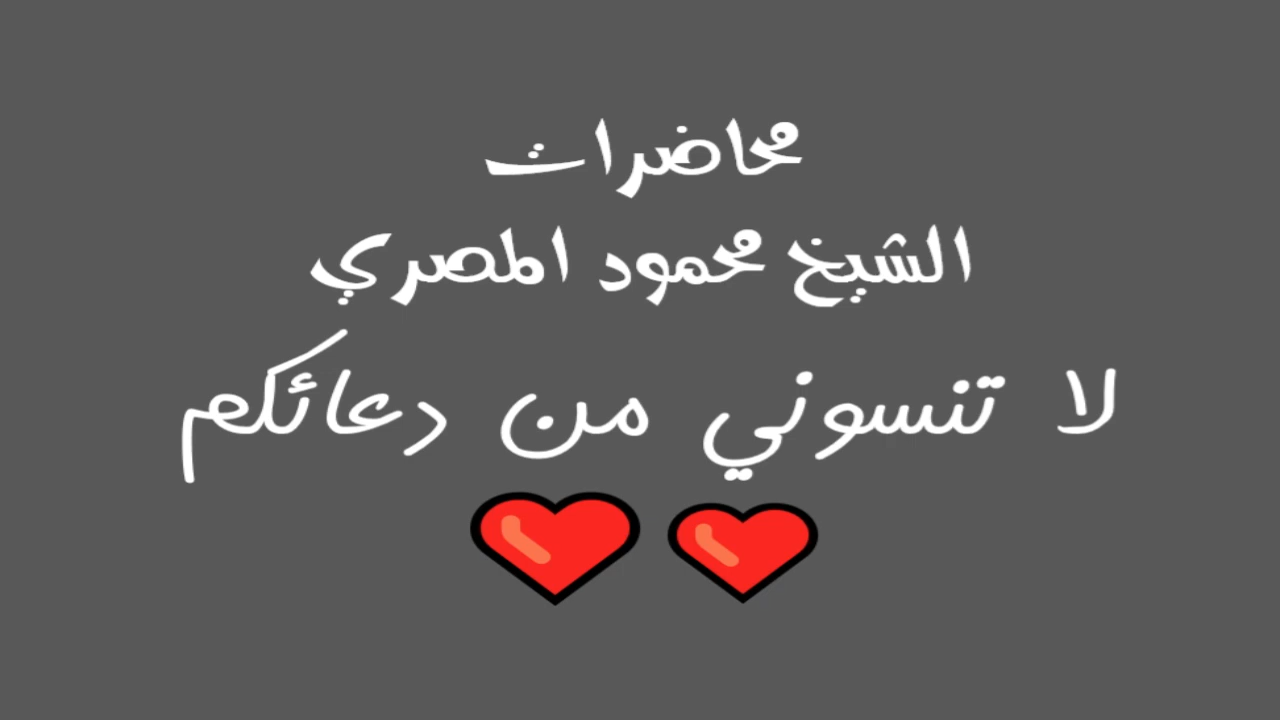 محاضرات
الشيخ محمود المصري
لا تنسوني من دعائكم